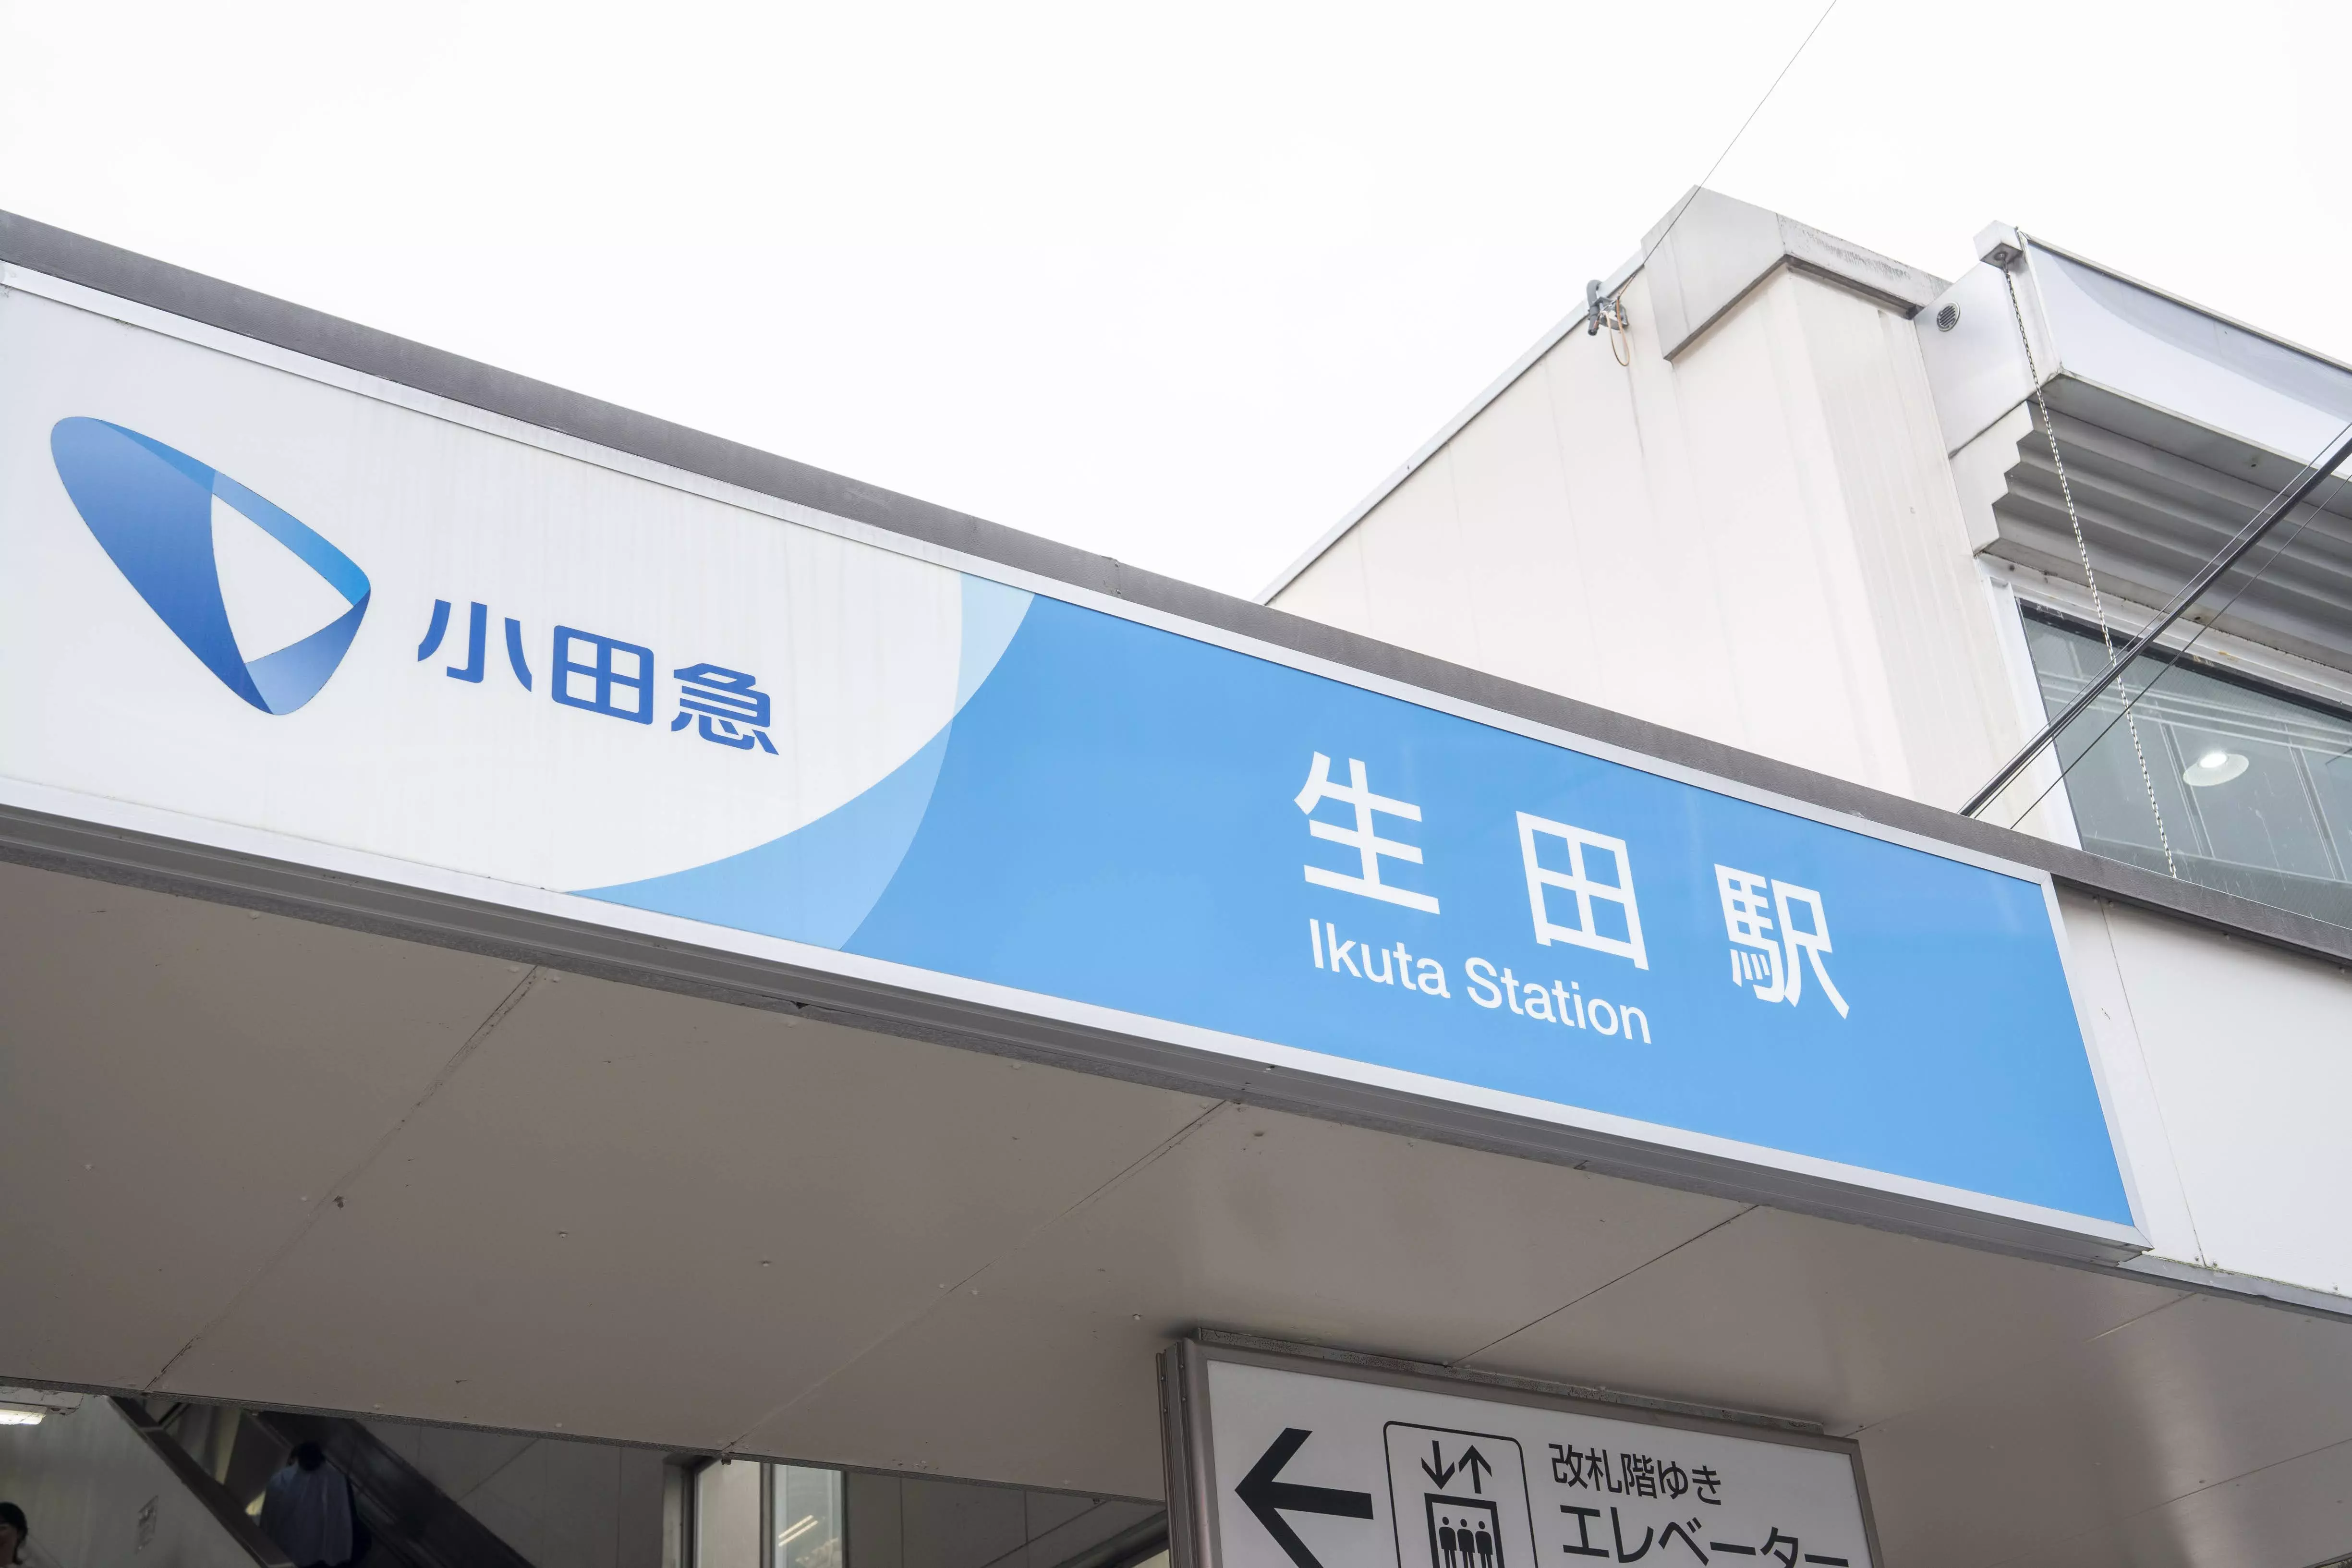 小田急
生田駅
Ikuta Station
改札階ゆき
エレベーター